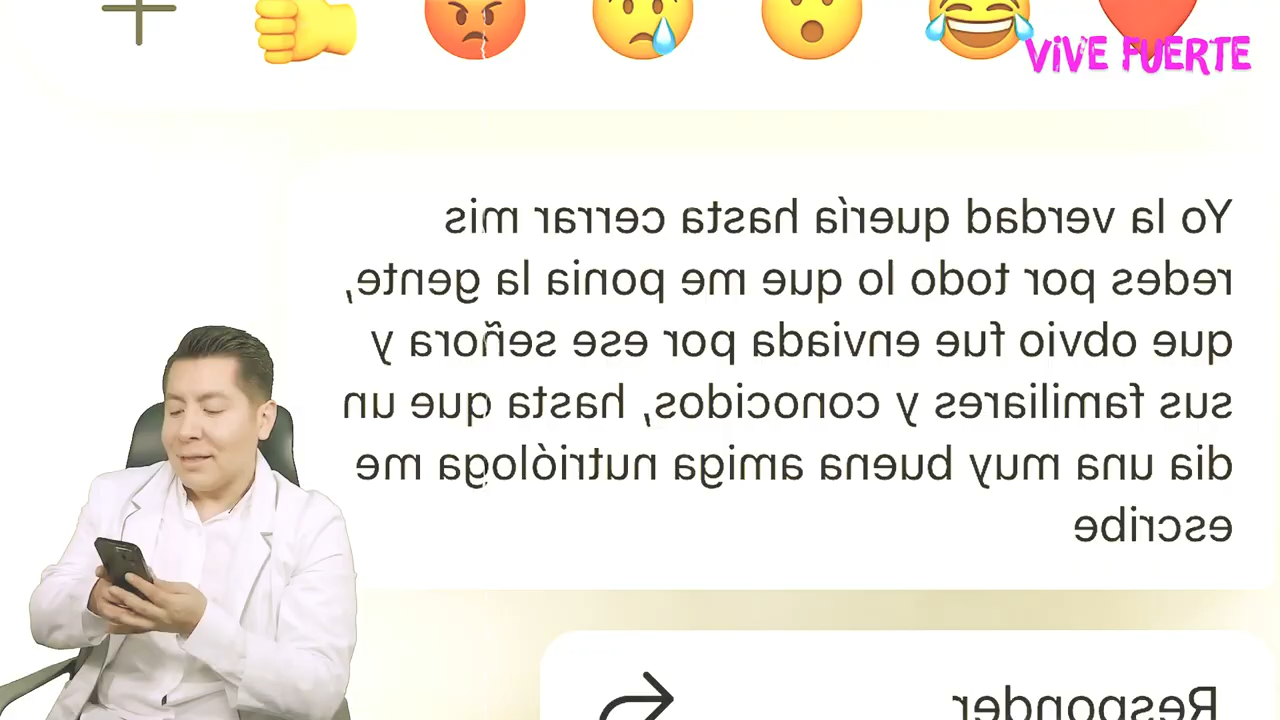 ViVE FUERTE
Yo la verdad quería hasta cerrar mis
redes por todo lo que me ponia la gente,
que obvio fue enviada por ese señora y
sus familiares y conocidos, hasta que un
dia una muy buena amiga nutrióloga me
escribe
Responder